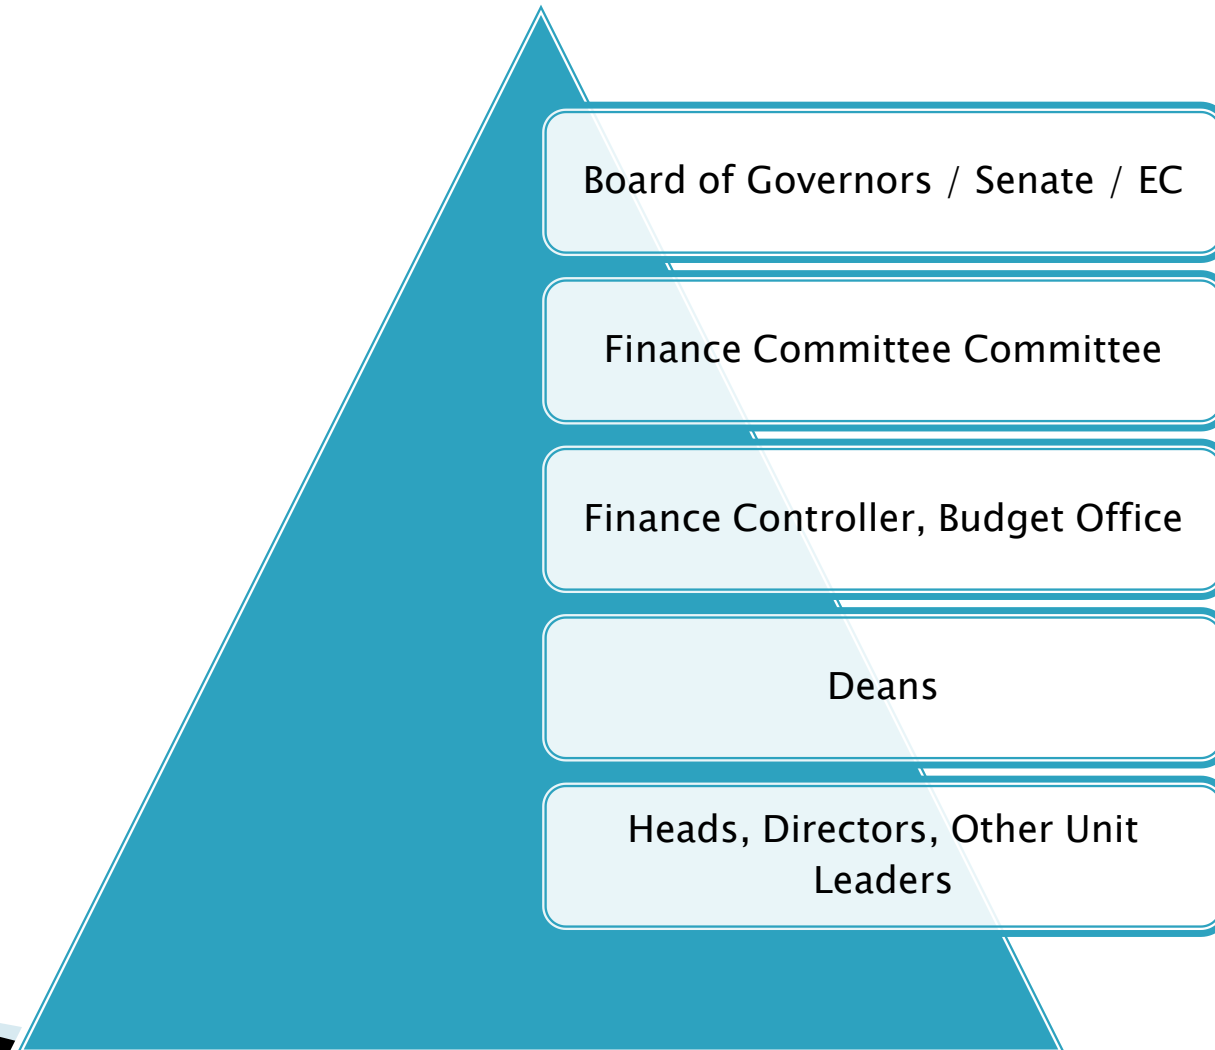 Board of Governors / Senate / EC
Finance Committee Committee
Finance Controller, Budget Office
Deans
Heads, Directors, Other Unit
Leaders